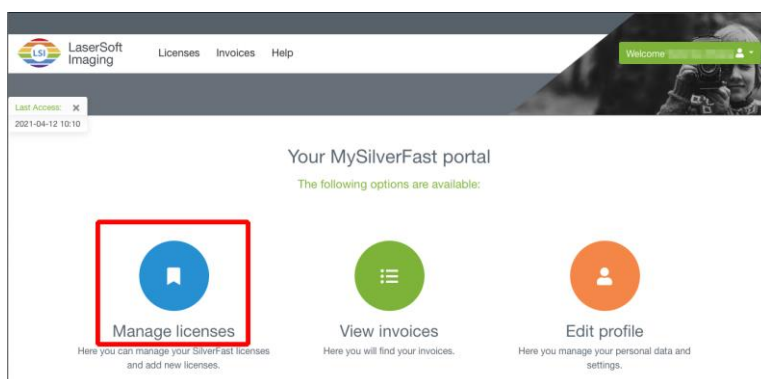 LSI
LaserSoft
Imaging
Licenses Invoices Help
Welcome
Last Access: ×
2021-04-12 10:10
Your MySilverFast portal
The following options are available:
Manage licenses
Here you can manage your SilverFast licenses
and add new licenses.
View invoices
Here you will find your invoices.
Edit profile
Here you manage your personal data and
settings.